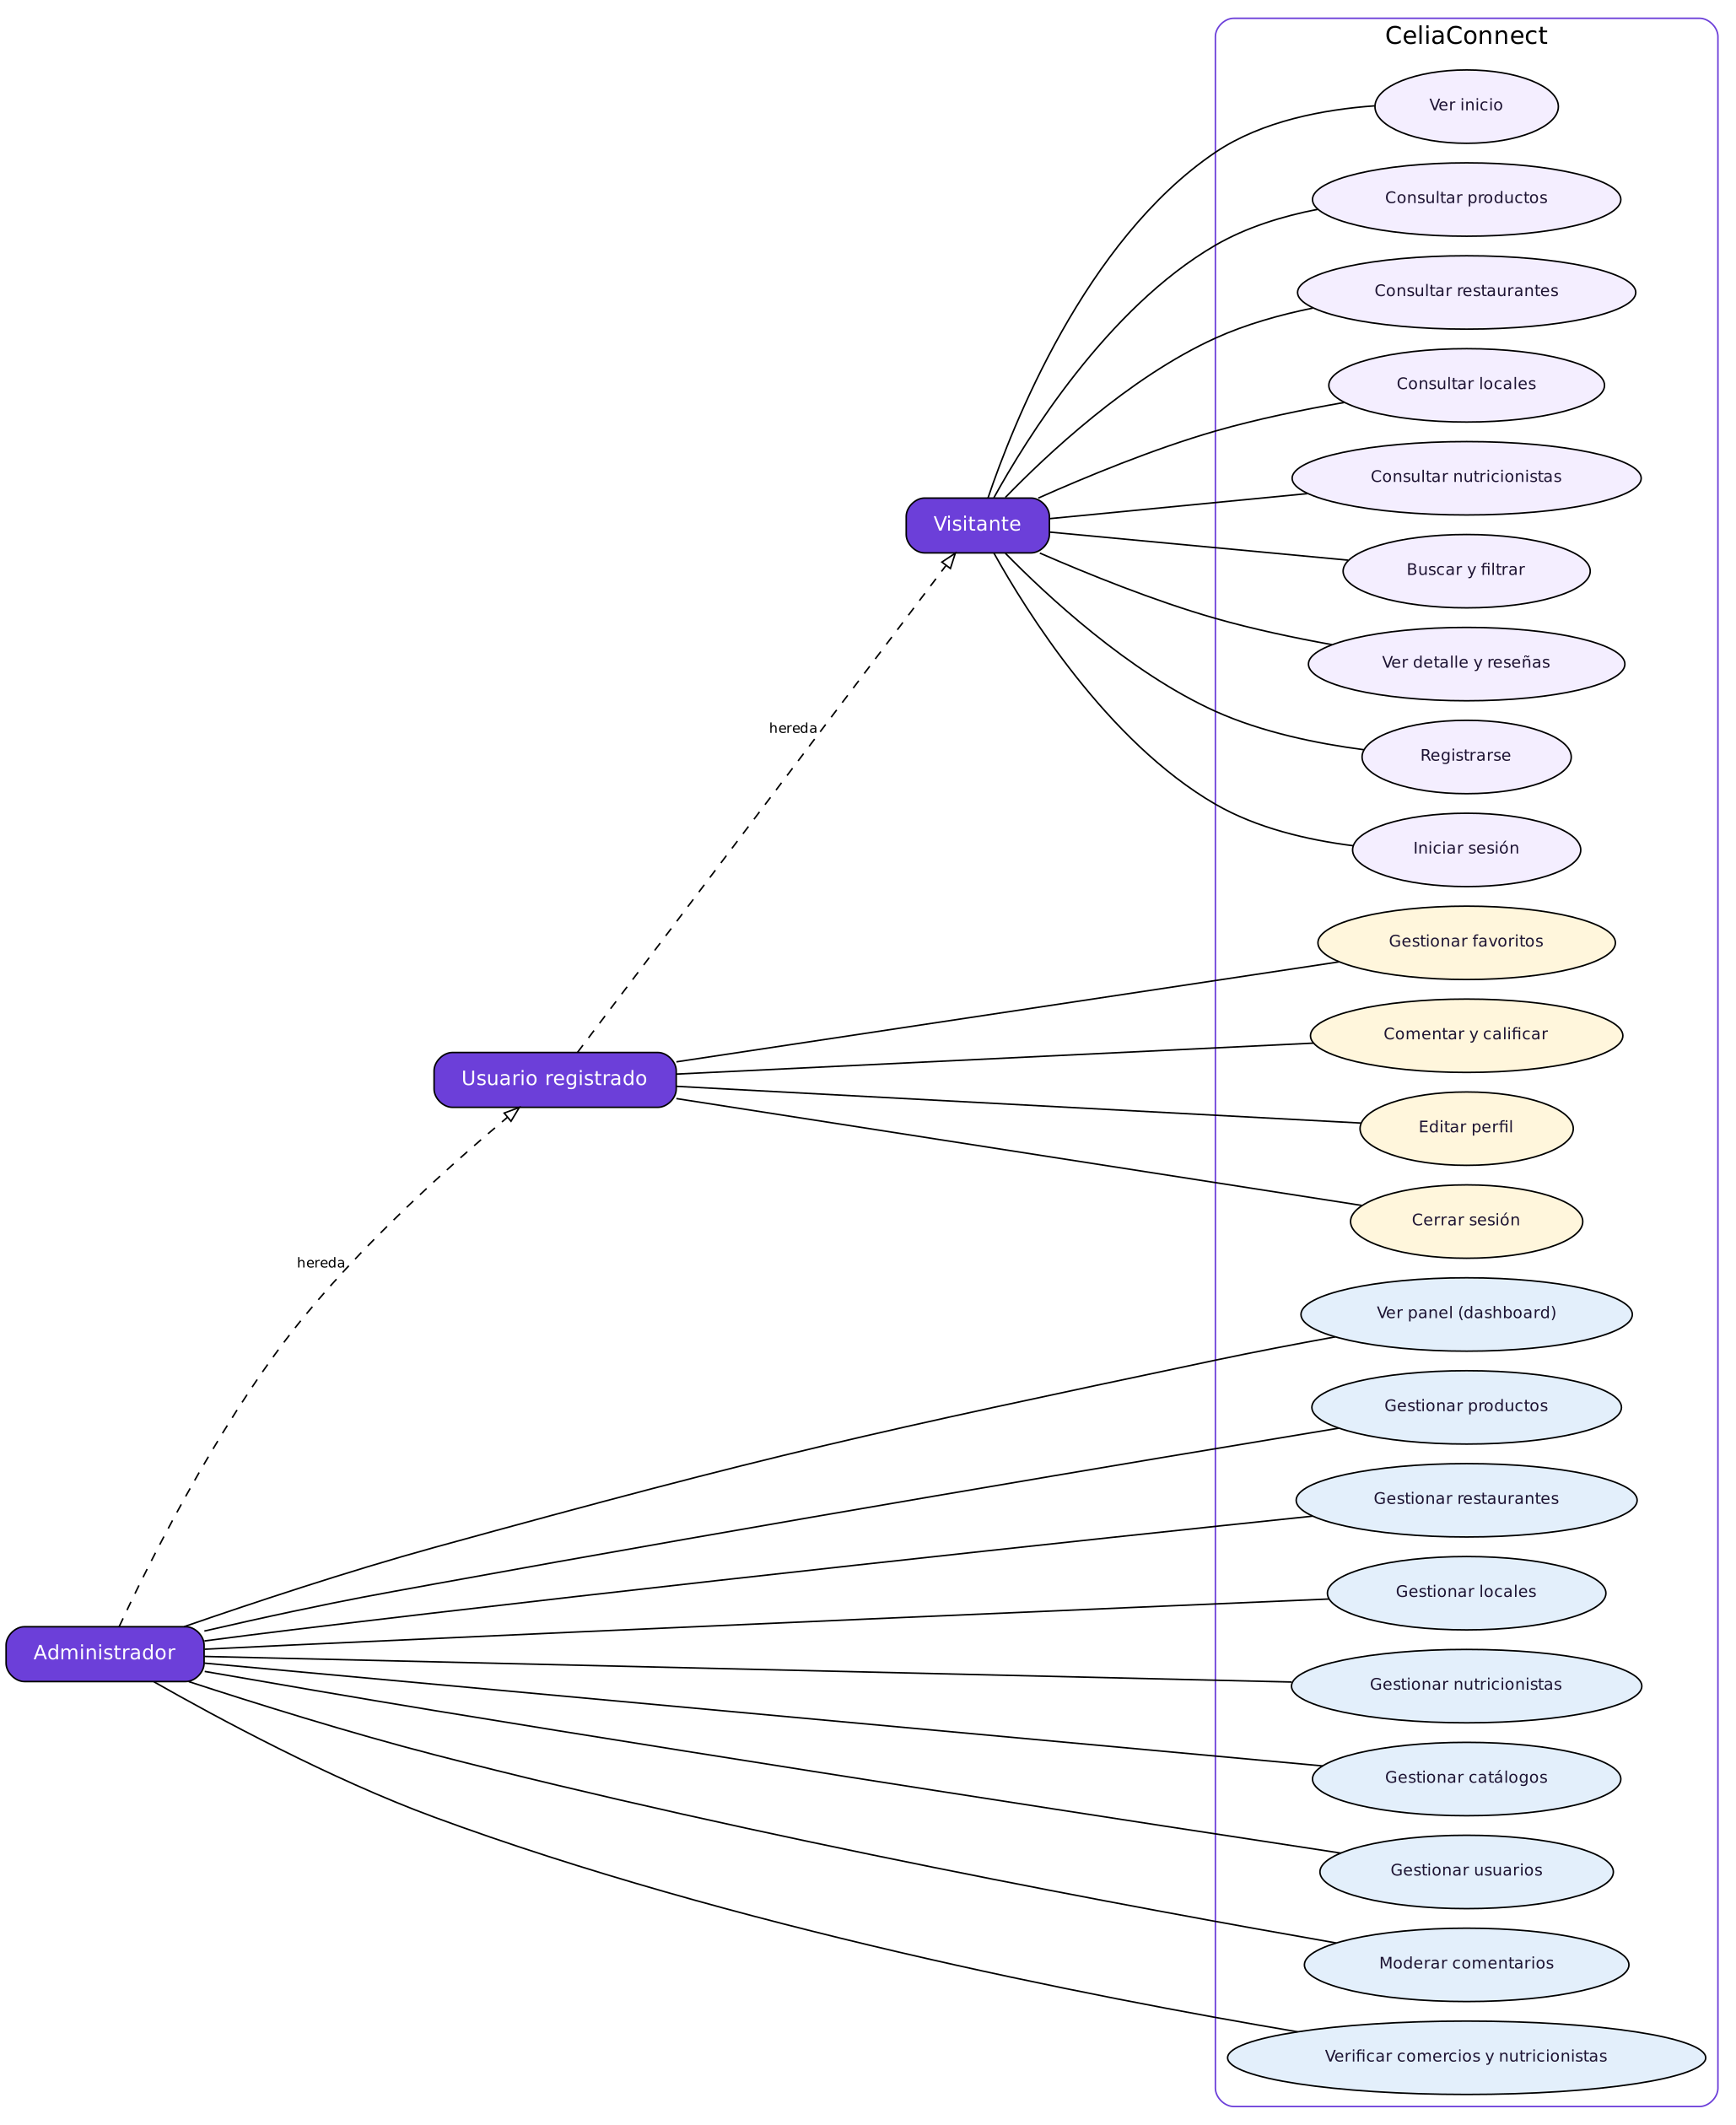 CeliaConnect
Ver inicio
Consultar productos
Consultar restaurantes
Consultar locales
Consultar nutricionistas
Visitante
Buscar y filtrar
Ver detalle y reseñas
hereda
Registrarse
Iniciar sesión
Gestionar favoritos
Comentar y calificar
Usuario registrado
Editar perfil
Cerrar sesión
hereda
Ver panel (dashboard)
Gestionar productos
Gestionar restaurantes
Gestionar locales
Administrador
Gestionar nutricionistas
Gestionar catálogos
Gestionar usuarios
Moderar comentarios
Verificar comercios y nutricionistas